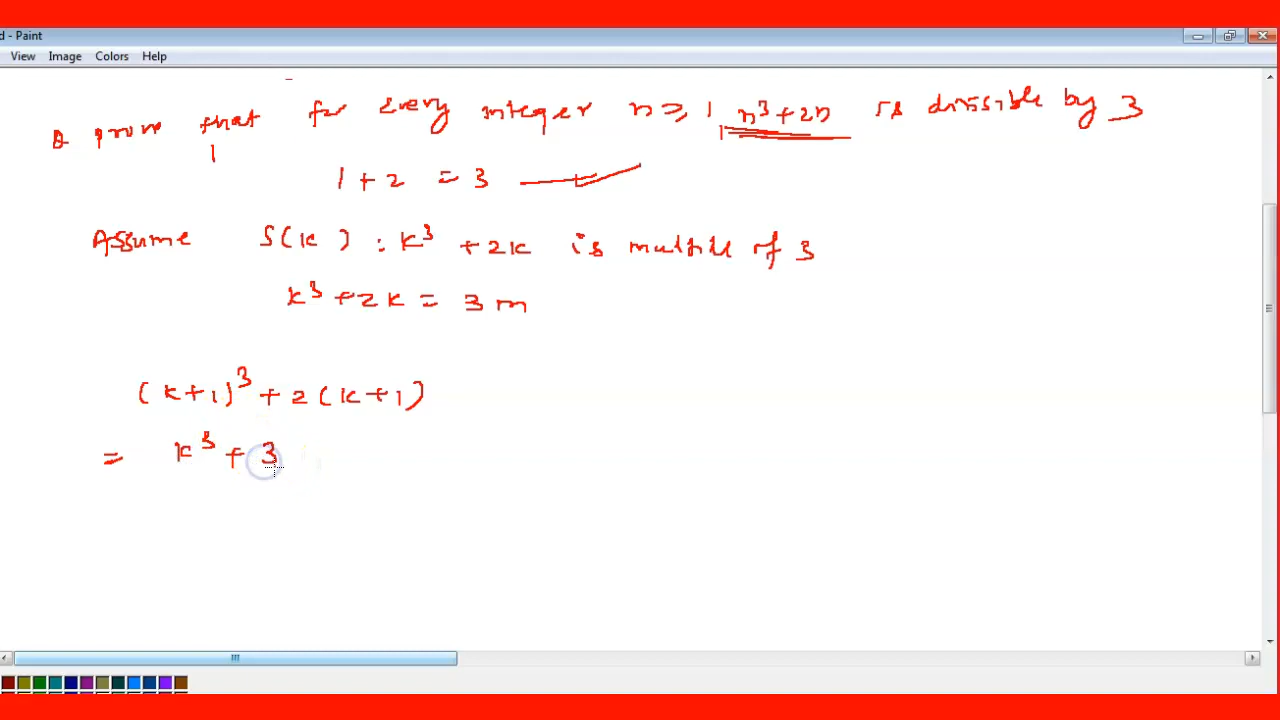 d - Paint
View Image Colors Help
Q prove that for every integer n ≥ 1, n³+2n is divisible by 3
1+2 = 3
Assume S(k) : k³ + 2k is multiple of 3
k³ + 2k = 3m
(k+1)³ + 2(k+1)
= k³ + 3